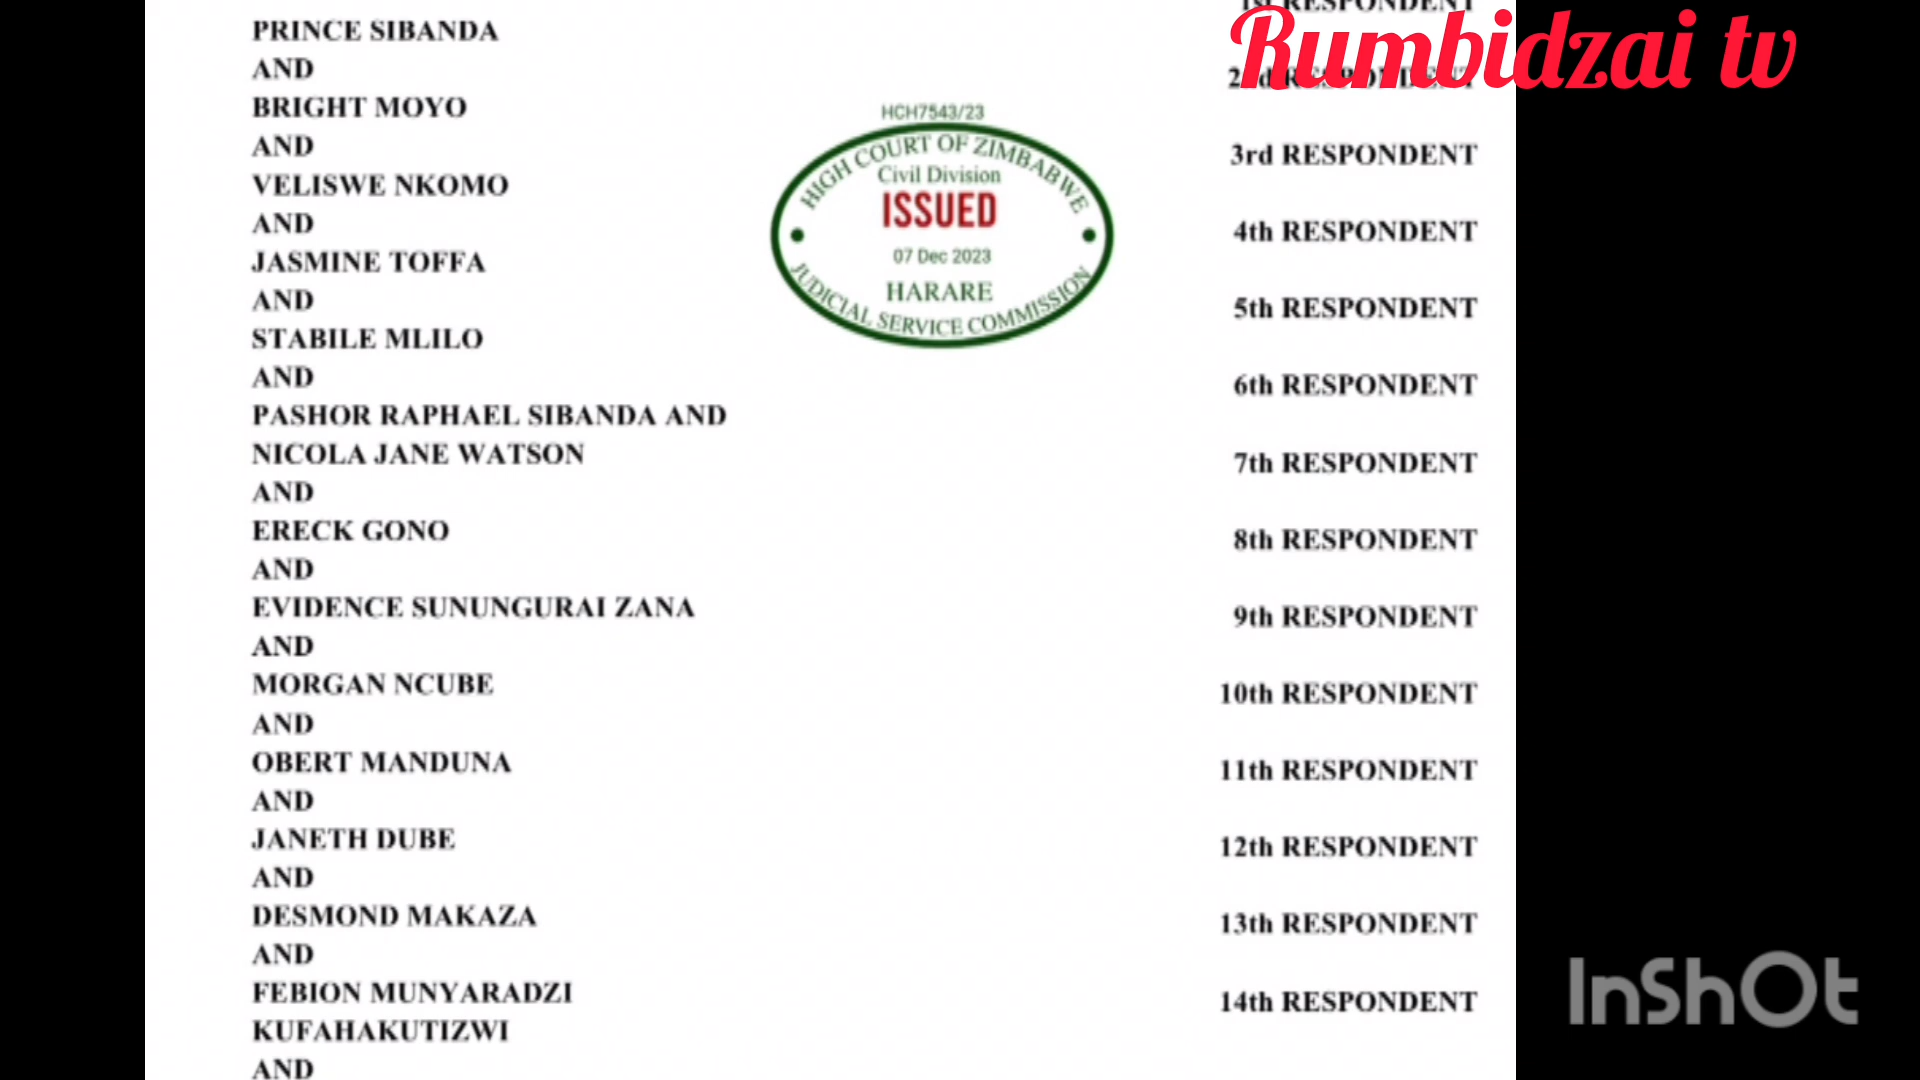 1st RESPONDENT
Rumbidzai tv
PRINCE SIBANDA
AND
2nd RESPONDENT
BRIGHT MOYO
HCH7543/23
AND
HIGH COURT OF ZIMBABWE
3rd RESPONDENT
Civil Division
VELISWE NKOMO
ISSUED
AND
4th RESPONDENT
07 Dec 2023
JASMINE TOFFA
HARARE
AND
JUDICIAL SERVICE COMMISSION
5th RESPONDENT
STABILE MLILO
AND
6th RESPONDENT
PASHOR RAPHAEL SIBANDA AND
NICOLA JANE WATSON
7th RESPONDENT
AND
ERECK GONO
8th RESPONDENT
AND
EVIDENCE SUNUNGURAI ZANA
9th RESPONDENT
AND
MORGAN NCUBE
10th RESPONDENT
AND
OBERT MANDUNA
11th RESPONDENT
AND
JANETH DUBE
12th RESPONDENT
AND
DESMOND MAKAZA
13th RESPONDENT
AND
FEBION MUNYARADZI
14th RESPONDENT
KUFAHAKUTIZWI
AND
InShOt